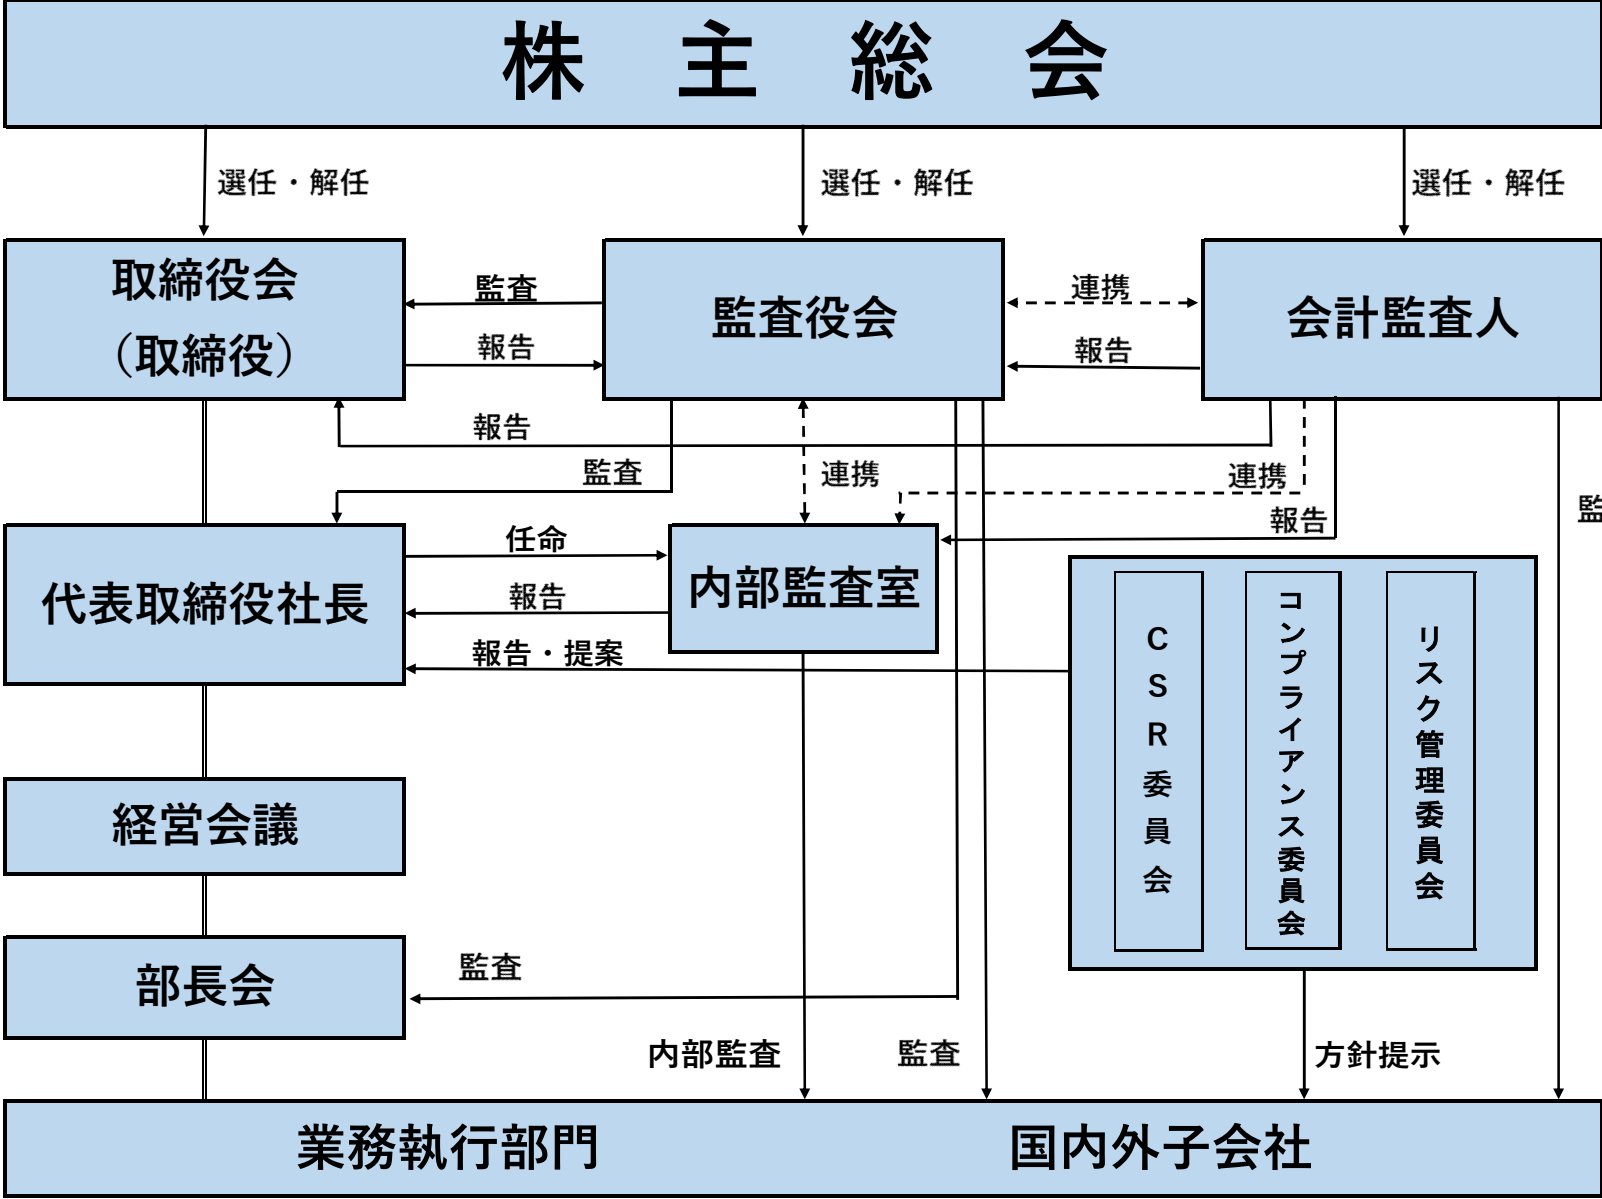 株主総会
選任・解任
選任・解任
選任・解任
取締役会
（取締役）
監査
報告
監査役会
連携
報告
会計監査人
報告
監査
連携
連携
報告
監
代表取締役社長
任命
報告
報告・提案
内部監査室
CSR委員会
コンプライアンス委員会
リスク管理委員会
経営会議
部長会
監査
内部監査
監査
方針提示
業務執行部門
国内外子会社